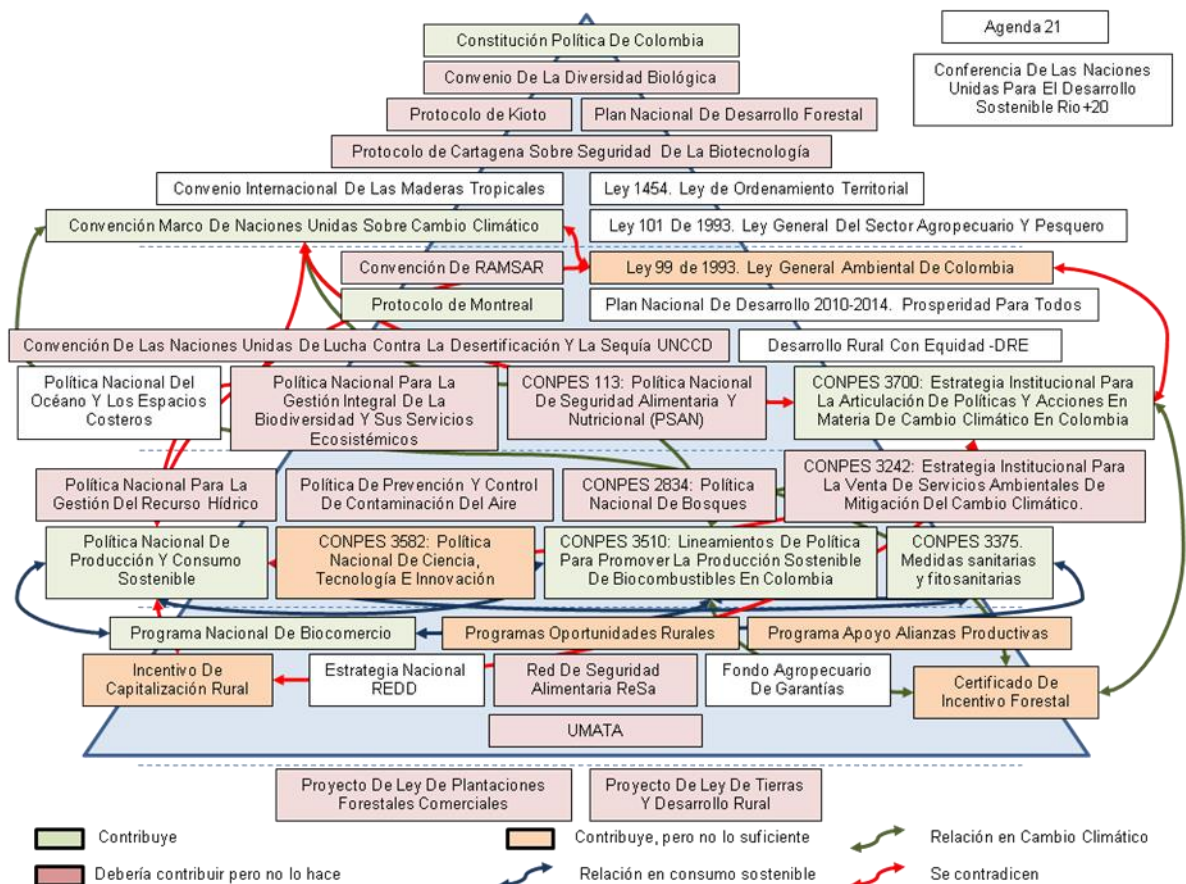 Constitución Política De Colombia
Agenda 21
Convenio De La Diversidad Biológica
Conferencia De Las Naciones
Unidas Para El Desarrollo
Sostenible Rio+20
Protocolo de Kioto
Plan Nacional De Desarrollo Forestal
Protocolo de Cartagena Sobre Seguridad De La Biotecnología
Convenio Internacional De Las Maderas Tropicales
Ley 1454. Ley de Ordenamiento Territorial
Convención Marco De Naciones Unidas Sobre Cambio Climático
Ley 101 De 1993. Ley General Del Sector Agropecuario Y Pesquero
Convención De RAMSAR
Ley 99 de 1993. Ley General Ambiental De Colombia
Protocolo de Montreal
Plan Nacional De Desarrollo 2010-2014. Prosperidad Para Todos
Convención De Las Naciones Unidas De Lucha Contra La Desertificación Y La Sequía UNCCD
Desarrollo Rural Con Equidad -DRE
Política Nacional Del
Océano Y Los Espacios
Costeros
Política Nacional Para La
Gestión Integral De La
Biodiversidad Y Sus Servicios
Ecosistémicos
CONPES 113: Política Nacional
De Seguridad Alimentaria Y
Nutricional (PSAN)
CONPES 3700: Estrategia Institucional Para
La Articulación De Políticas Y Acciones En
Materia De Cambio Climático En Colombia
Política Nacional Para La
Gestión Del Recurso Hídrico
Política De Prevención Y Control
De Contaminación Del Aire
CONPES 2834: Política
Nacional De Bosques
CONPES 3242: Estrategia Institucional Para
La Venta De Servicios Ambientales De
Mitigación Del Cambio Climático.
Política Nacional De
Producción Y Consumo
Sostenible
CONPES 3582: Política
Nacional De Ciencia,
Tecnología E Innovación
CONPES 3510: Lineamientos De Política
Para Promover La Producción Sostenible
De Biocombustibles En Colombia
CONPES 3375.
Medidas sanitarias
y fitosanitarias
Programa Nacional De Biocomercio
Programas Oportunidades Rurales
Programa Apoyo Alianzas Productivas
Incentivo De
Capitalización Rural
Estrategia Nacional
REDD
Red De Seguridad
Alimentaria ReSa
Fondo Agropecuario
De Garantías
Certificado De
Incentivo Forestal
UMATA
Proyecto De Ley De Plantaciones
Forestales Comerciales
Proyecto De Ley De Tierras
Y Desarrollo Rural
Contribuye
Contribuye, pero no lo suficiente
Relación en Cambio Climático
Debería contribuir pero no lo hace
Relación en consumo sostenible
Se contradicen